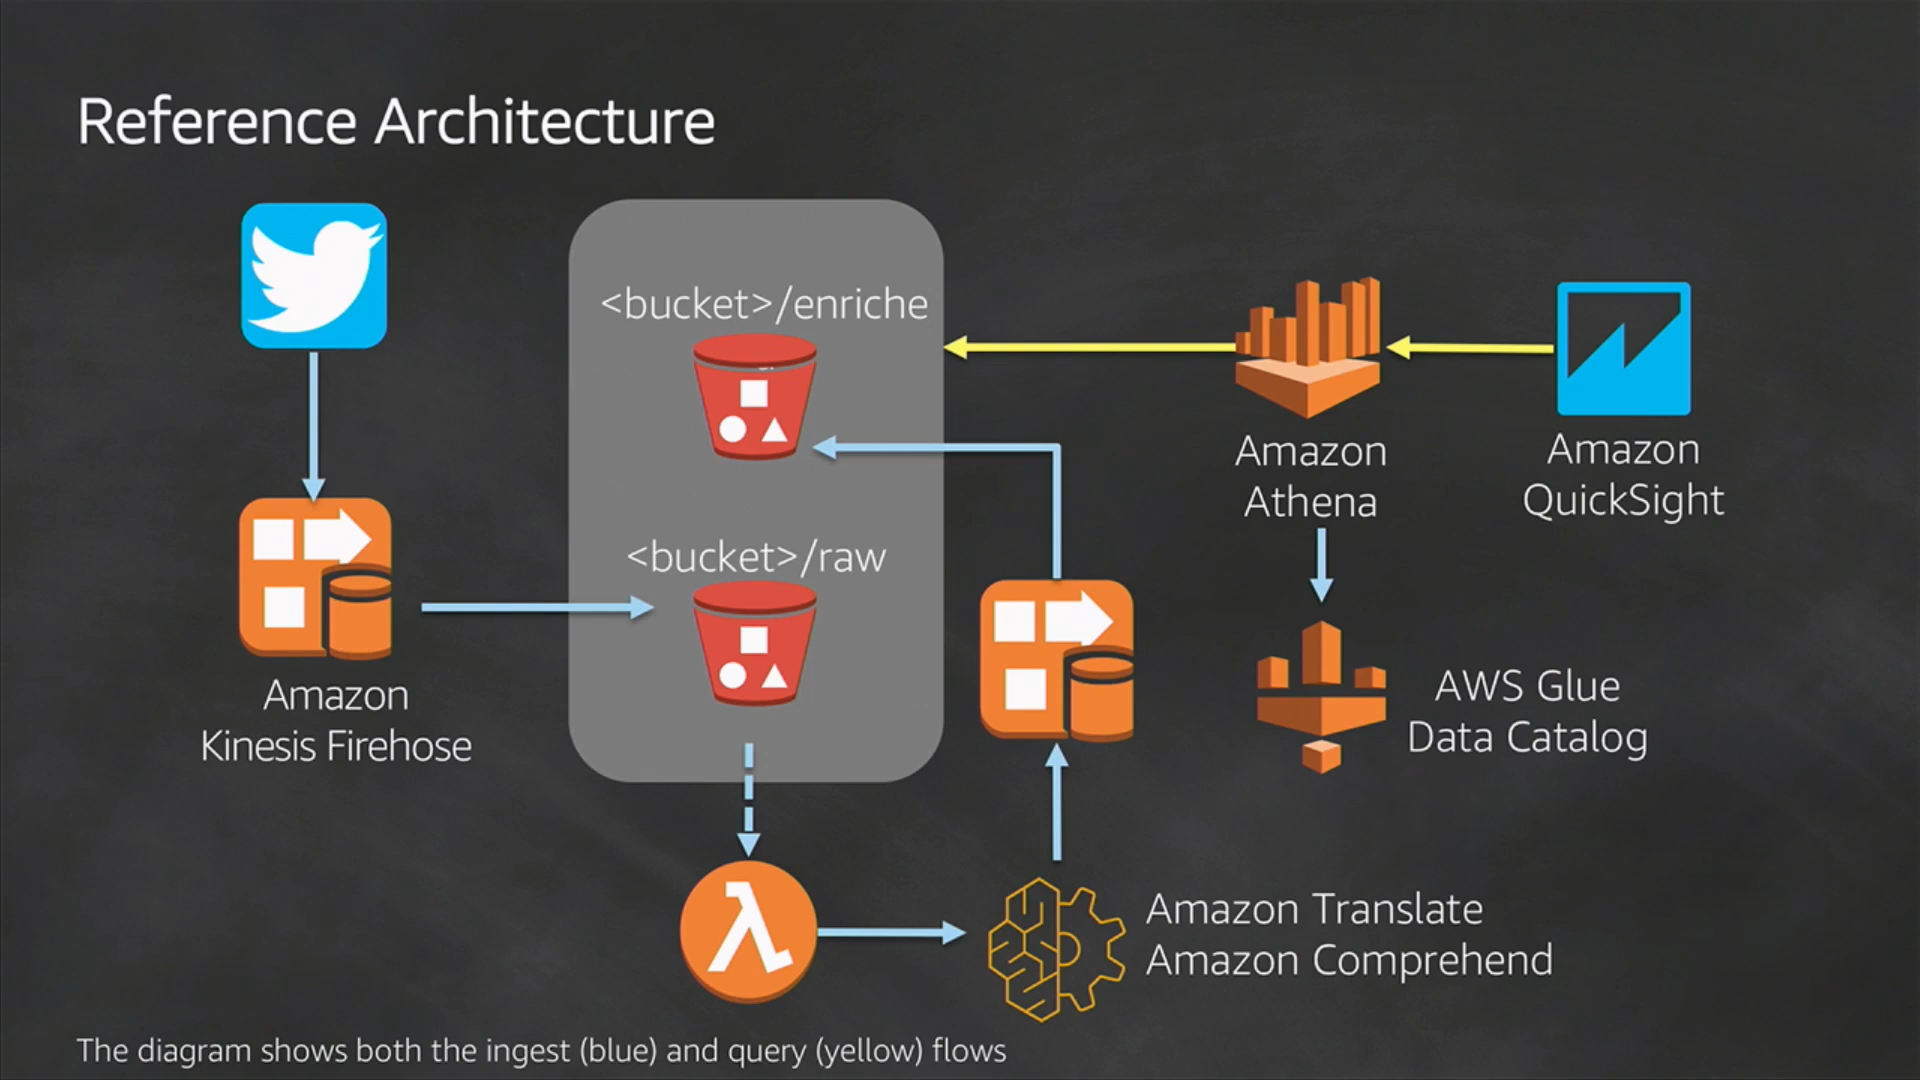 Reference Architecture
<bucket>/enriche
<bucket>/raw
Amazon
Kinesis Firehose
Amazon
Athena
Amazon
QuickSight
AWS Glue
Data Catalog
Amazon Translate
Amazon Comprehend
The diagram shows both the ingest (blue) and query (yellow) flows